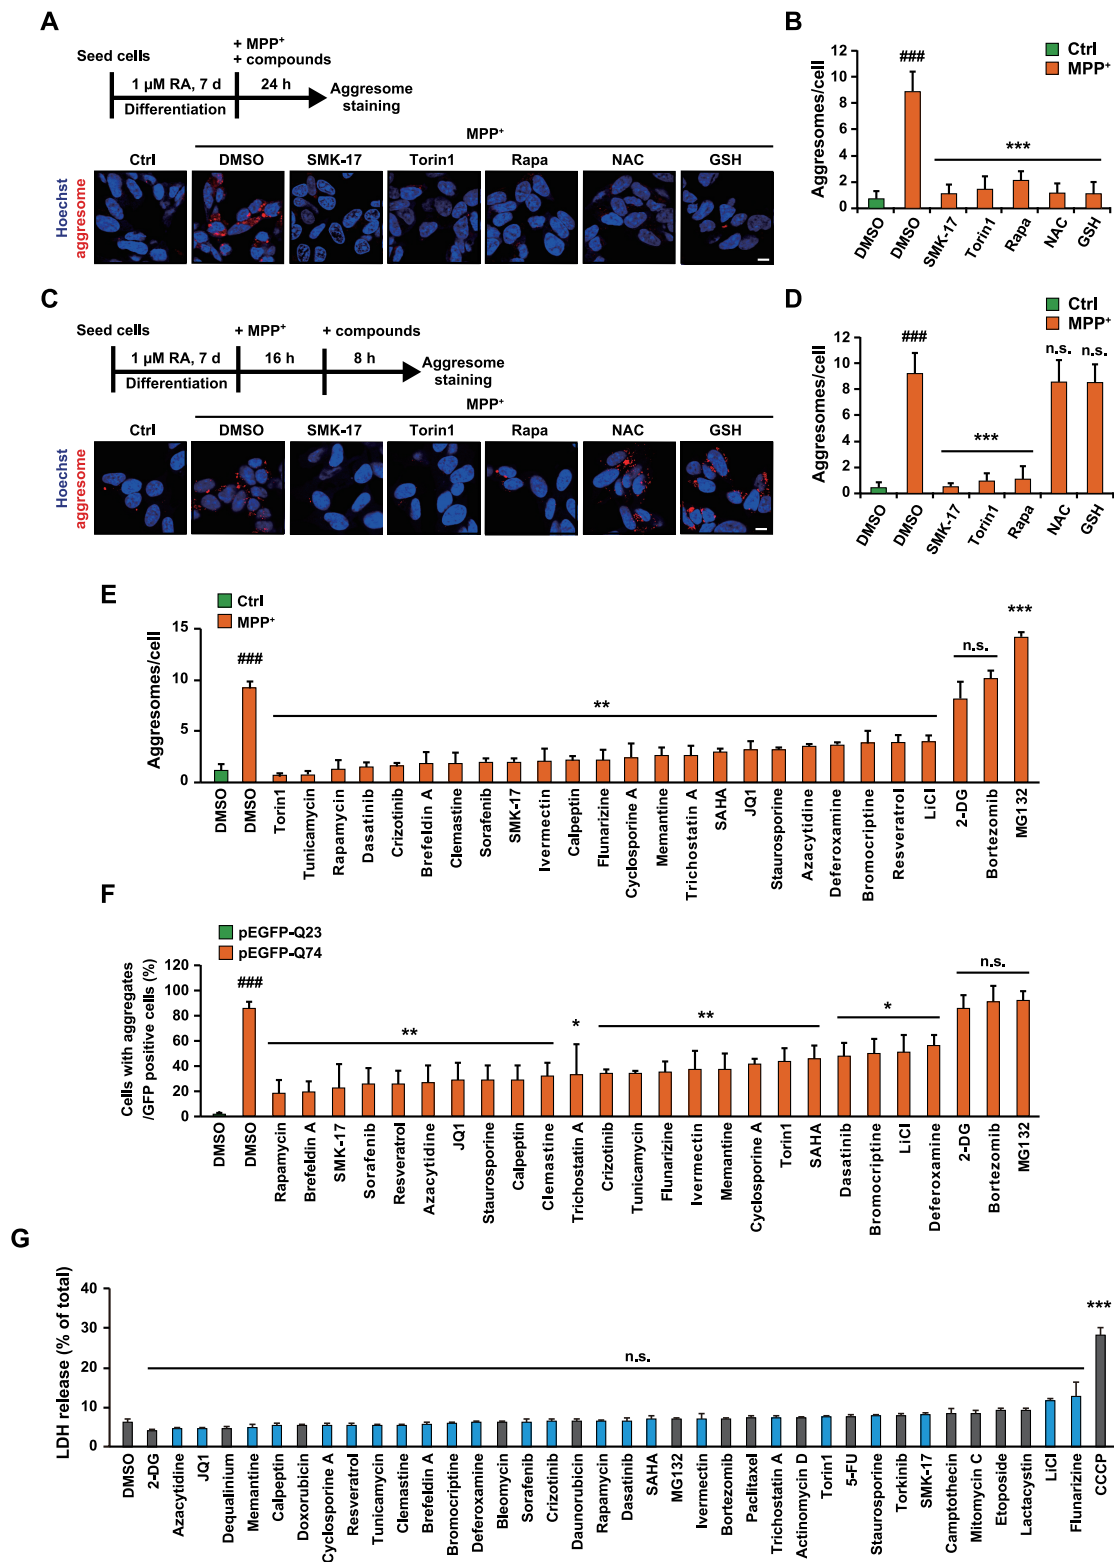 A
Seed cells
+ MPP⁺
+ compounds
1 µM RA, 7 d
24 h
Differentiation
Aggresome
staining
MPP⁺
Ctrl DMSO SMK-17 Torin1 Rapa NAC GSH
Hoechst
aggresome
B
Aggresomes/cell
12
10
8
6
4
2
0
###
***
Ctrl
MPP⁺
DMSO DMSO SMK-17 Torin1 Rapa NAC GSH
C
Seed cells
+ MPP⁺
+ compounds
1 µM RA, 7 d
16 h
8 h
Differentiation
Aggresome
staining
MPP⁺
Ctrl DMSO SMK-17 Torin1 Rapa NAC GSH
Hoechst
aggresome
D
Ctrl
MPP⁺
Aggresomes/cell
12
10
8
6
4
2
0
###
***
n.s. n.s.
DMSO DMSO SMK-17 Torin1 Rapa NAC GSH
E
Ctrl
MPP⁺
Aggresomes/cell
15
10
5
0
###
**
n.s.
***
DMSO DMSO Torin1 Tunicamycin Rapamycin Dasatinib Crizotinib Brefeldin A Clemastine Sorafenib SMK-17 Ivermectin Calpeptin Flunarizine Cyclosporine A Memantine Trichostatin A SAHA JQ1 Staurosporine Azacytidine Deferoxamine Bromocriptine Resveratrol LiCl 2-DG Bortezomib MG132
F
pEGFP-Q23
pEGFP-Q74
Cells with aggregates
/GFP positive cells (%)
120
100
80
60
40
20
0
###
**
*
**
*
n.s.
DMSO DMSO Rapamycin Brefeldin A SMK-17 Sorafenib Resveratrol Azacytidine JQ1 Staurosporine Calpeptin Clemastine Trichostatin A Crizotinib Tunicamycin Flunarizine Ivermectin Memantine Cyclosporine A Torin1 SAHA Dasatinib Bromocriptine LiCl Deferoxamine 2-DG Bortezomib MG132
G
LDH release (% of total)
40
30
20
10
0
n.s.
***
DMSO 2-DG Azacytidine JQ1 Dequalinium Memantine Calpeptin Doxorubicin Cyclosporine A Resveratrol Tunicamycin Clemastine Brefeldin A Bromocriptine Deferoxamine Bleomycin Sorafenib Crizotinib Daunorubicin Rapamycin Dasatinib SAHA MG132 Ivermectin Bortezomib Paclitaxel Trichostatin A Actinomycin D Torin1 5-FU Staurosporine Torkinib SMK-17 Camptothecin Mitomycin C Etoposide Lactacystin LiCl Flunarizine CCCP